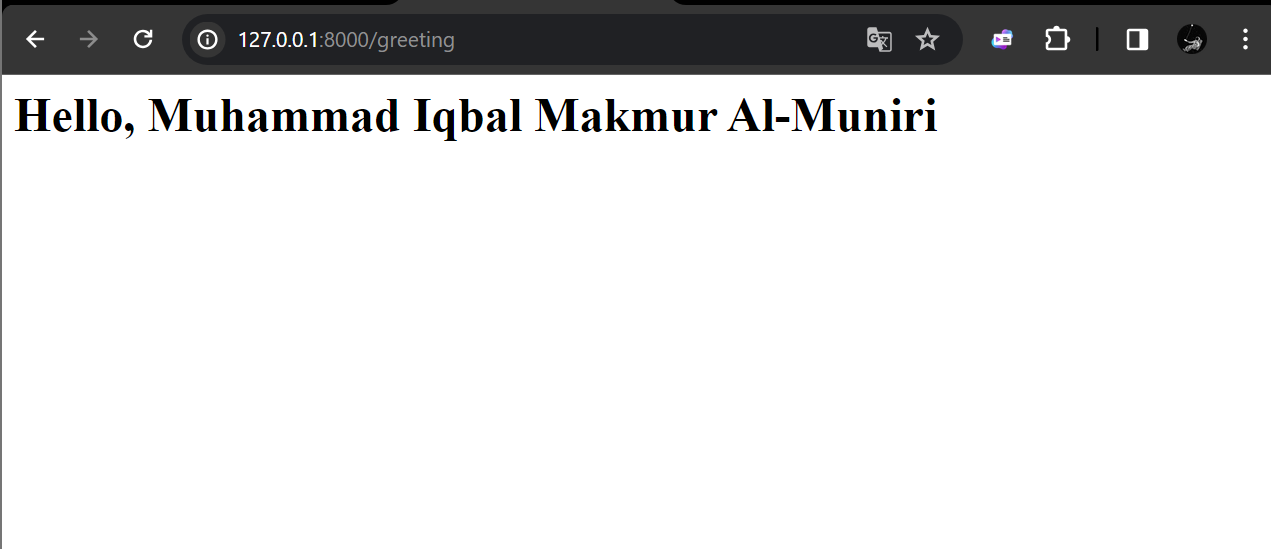 127.0.0.1:8000/greeting
Hello, Muhammad Iqbal Makmur Al-Muniri